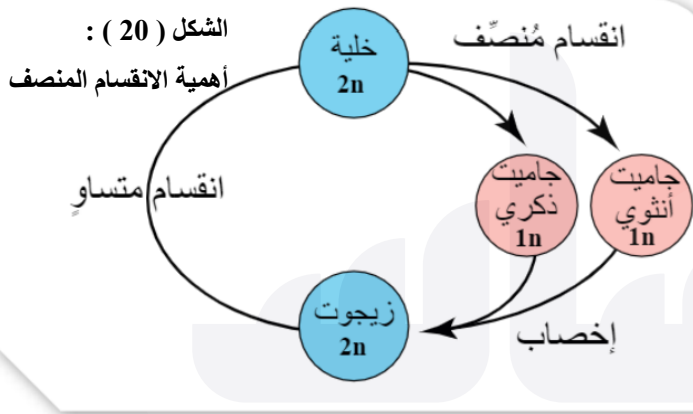 الشكل ( 20 ) :
أهمية الانقسام المنصف
خلية
2n
انقسام مُنصِّف
جاميت
ذكري
1n
جاميت
أنثوي
1n
انقسام متساوٍ
زيجوت
2n
إخصاب